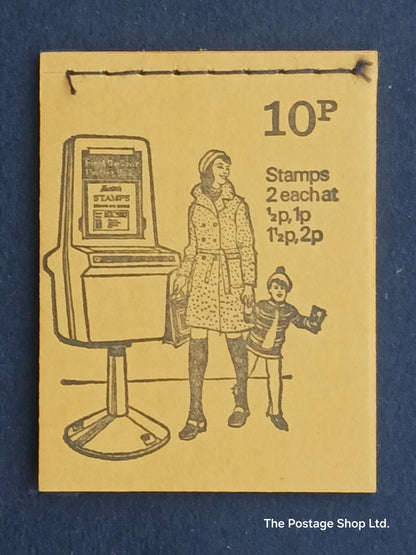 10P
Stamps
2 each at
½p, 1p
1½p, 2p
STAMPS
The Postage Shop Ltd.